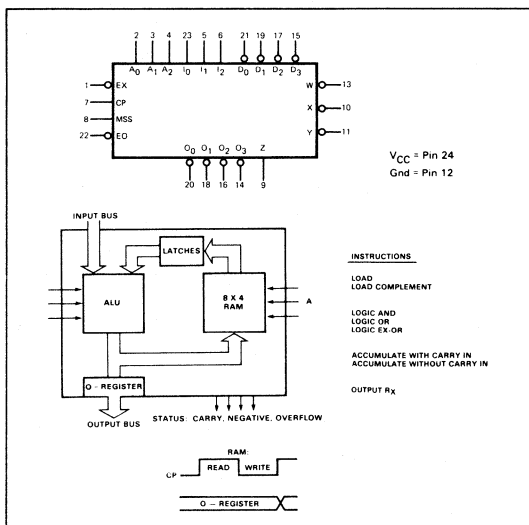 2 3 4 23 5 6 21 19 17 15
A0 A1 A2 I0 I1 I2 D0 D1 D2 D3
1 EX W 13
7 CP
8 MSS X 10
22 EO Y 11
O0 O1 O2 O3 Z
20 18 16 14 9
VCC = Pin 24
Gnd = Pin 12
INPUT BUS
LATCHES
ALU
8 X 4
RAM
A
O - REGISTER
OUTPUT BUS
STATUS: CARRY, NEGATIVE, OVERFLOW
INSTRUCTIONS
LOAD
LOAD COMPLEMENT
LOGIC AND
LOGIC OR
LOGIC EX-OR
ACCUMULATE WITH CARRY IN
ACCUMULATE WITHOUT CARRY IN
OUTPUT RX
RAM:
CP READ WRITE
O - REGISTER